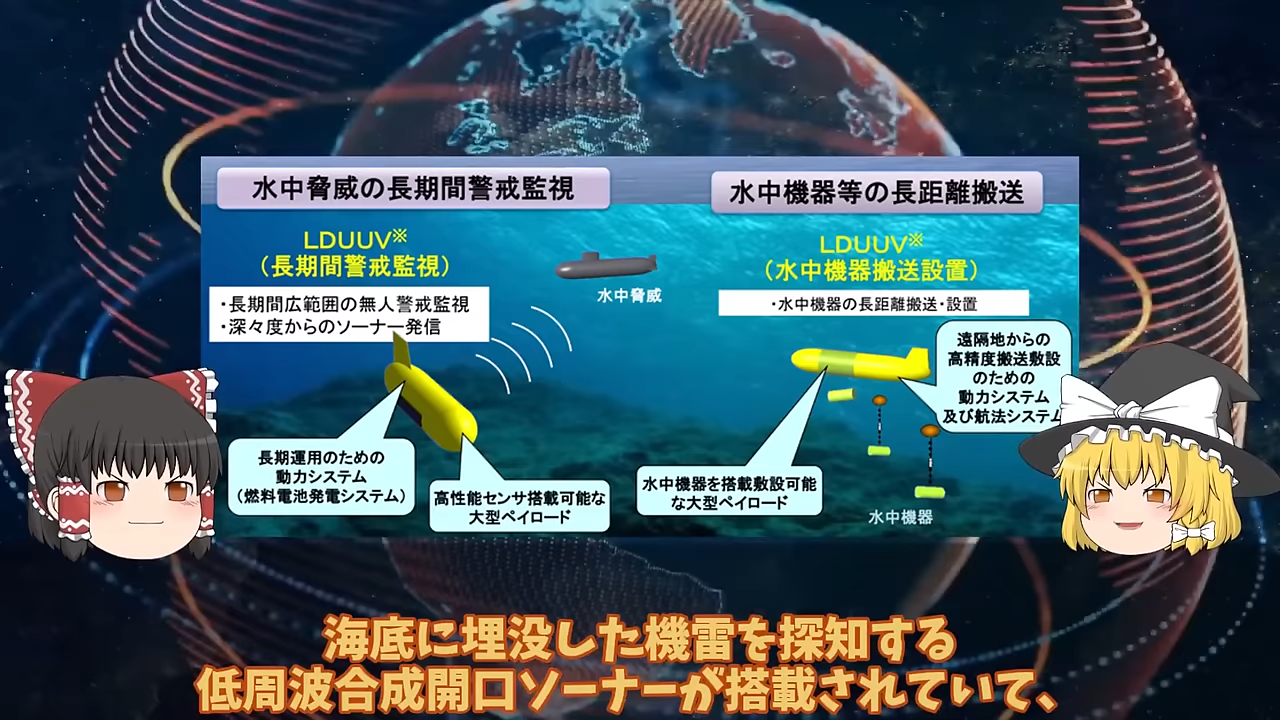 水中脅威の長期間警戒監視
LDUUV※
(長期間警戒監視)
・長期間広範囲の無人警戒監視
・深々度からのソーナー発信
水中脅威
長期運用のための
動力システム
(燃料電池発電システム)
高性能センサ搭載可能な
大型ペイロード
水中機器等の長距離搬送
LDUUV※
(水中機器搬送設置)
・水中機器の長距離搬送・設置
遠隔地からの
高精度搬送敷設
のための
動力システム
及び航法システム
水中機器を搭載敷設可能
な大型ペイロード
水中機器
海底に埋没した機雷を探知する
低周波合成開口ソーナーが搭載されていて、